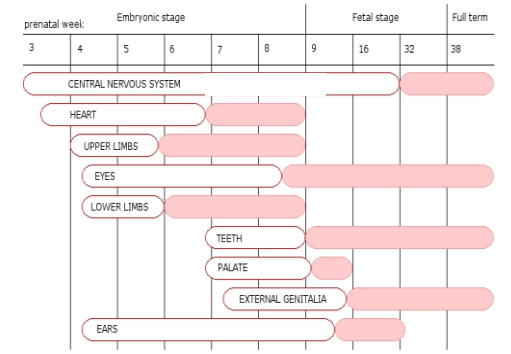 prenatal week: Embryonic stage Fetal stage Full term
3 4 5 6 7 8 9 16 32 38
CENTRAL NERVOUS SYSTEM
HEART
UPPER LIMBS
EYES
LOWER LIMBS
TEETH
PALATE
EXTERNAL GENITALIA
EARS